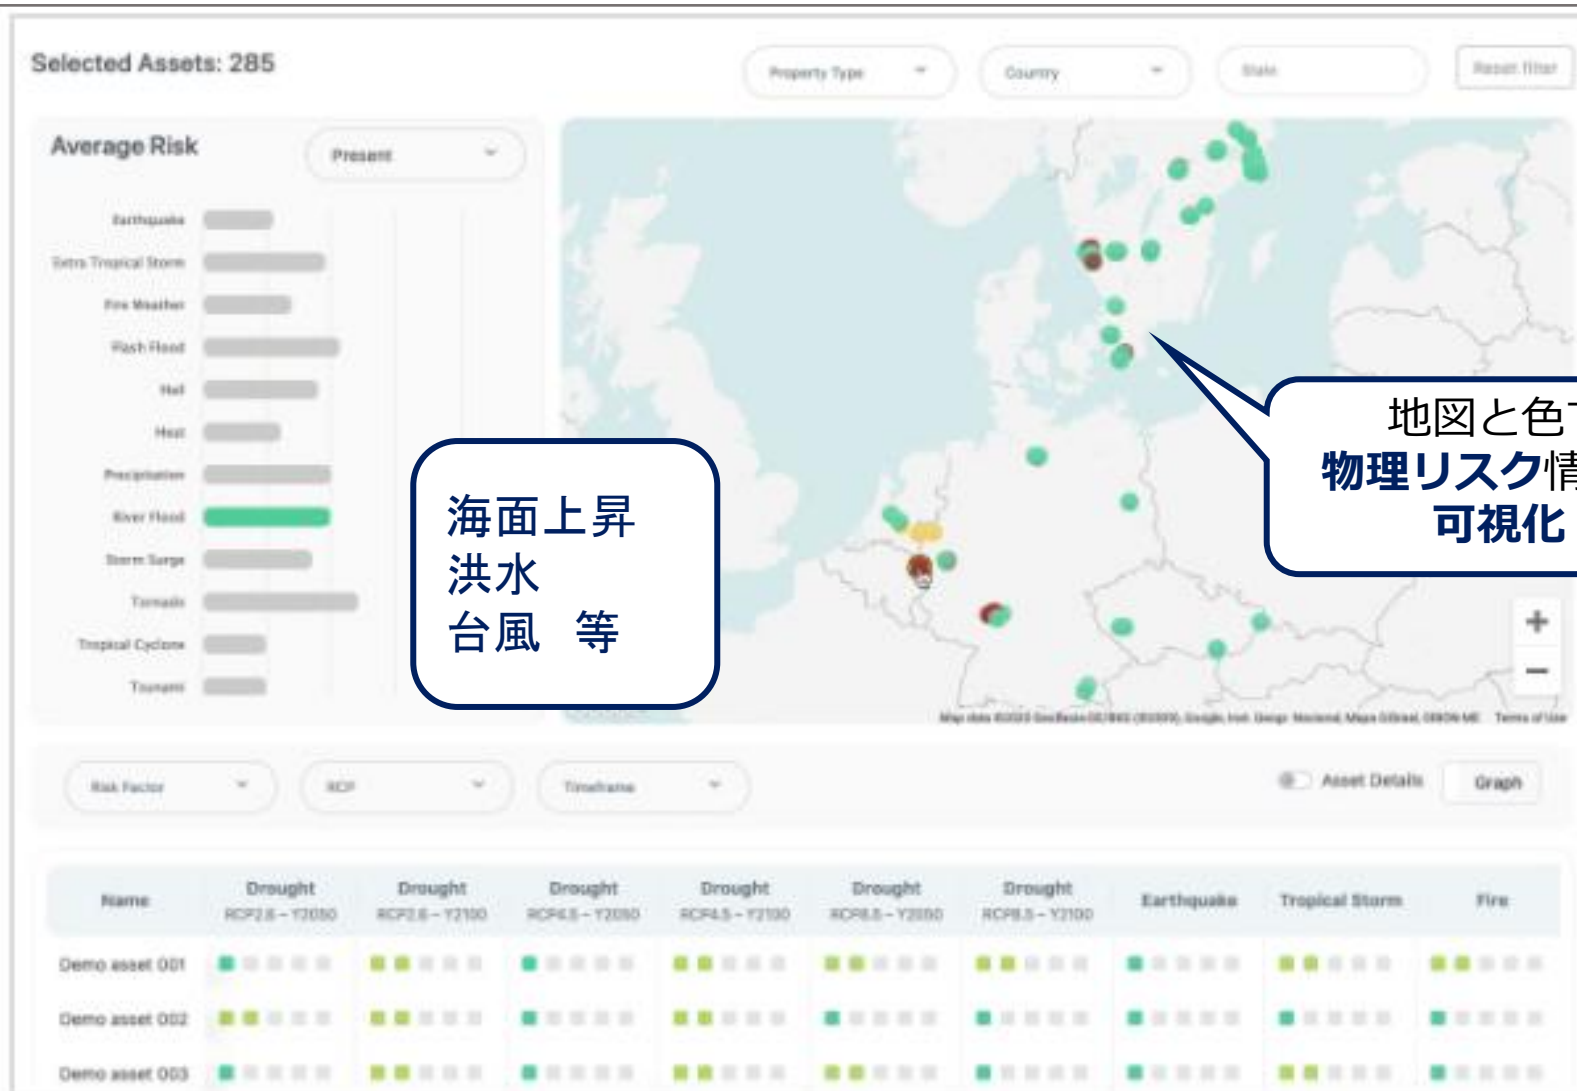 Selected Assets: 285
Property Type
Country
State
Reset filter
Average Risk
Present
Earthquake
Extra Tropical Storm
Fire Weather
Flash Flood
Hail
Heat
Precipitation
River Flood
Storm Surge
Tornado
Tropical Cyclone
Tsunami
海面上昇
洪水
台風 等
地図と色
物理リスク情
可視化
+
−
Terms of Use
Risk Factor
RCP
Timeframe
Asset Details
Graph
Name
Drought
RCP2.6 – Y2050
Drought
RCP2.6 – Y2100
Drought
RCP4.5 – Y2050
Drought
RCP4.5 – Y2100
Drought
RCP8.5 – Y2050
Drought
RCP8.5 – Y2100
Earthquake
Tropical Storm
Fire
Demo asset 001
Demo asset 002
Demo asset 003